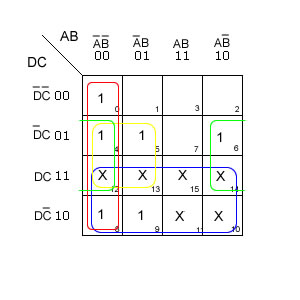 AB
A̅B̅ A̅B AB AB̅
DC 00 01 11 10
D̅C̅ 00 1
0 1 3 2
D̅C 01 1 1 1
4 5 7 6
DC 11 X X X X
12 13 15 14
DC̅ 10 1 1 X X
8 9 11 10